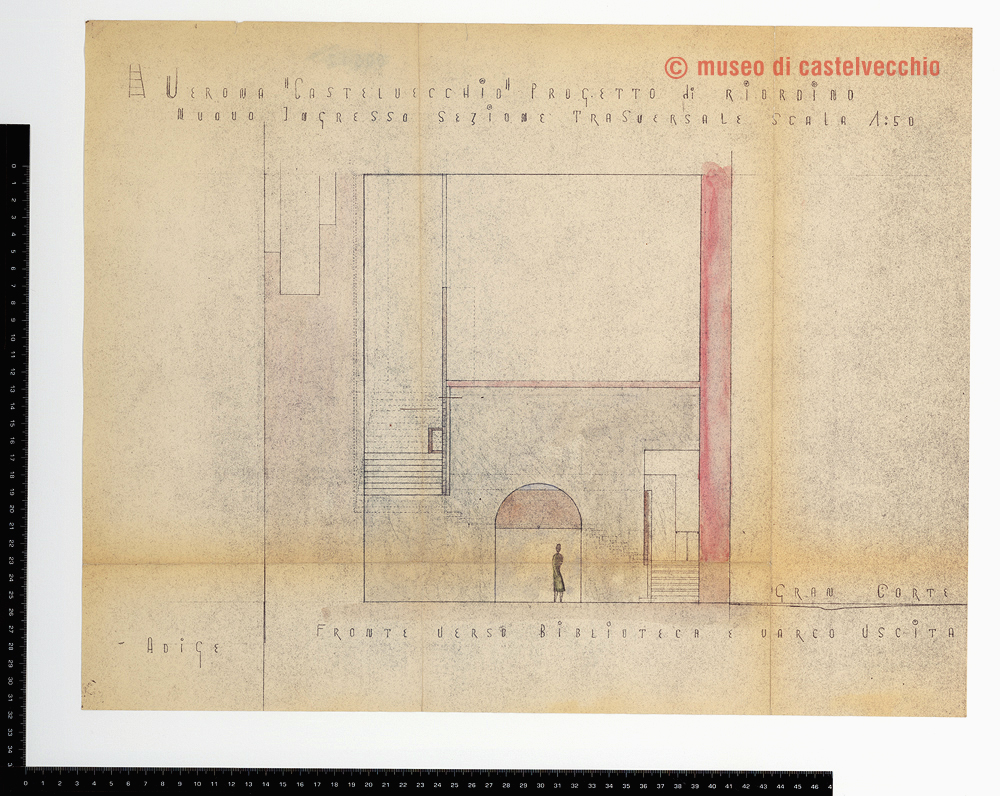 © museo di castelvecchio
VERONA "CASTELVECCHIO" PROGETTO di RIORDINO
NUOVO INGRESSO SEZIONE TRASVERSALE SCALA 1:50
GRAN CORTE
FRONTE VERSO BIBLIOTECA E VARCO USCITA
- ADIGE
0 1 2 3 4 5 6 7 8 9 10 11 12 13 14 15 16 17 18 19 20 21 22 23 24 25 26 27 28 29 30 31 32 33 34 3
0 1 2 3 4 5 6 7 8 9 10 11 12 13 14 15 16 17 18 19 20 21 22 23 24 25 26 27 28 29 30 31 32 33 34 35 36 37 38 39 40 41 42 43 44 45 46 4